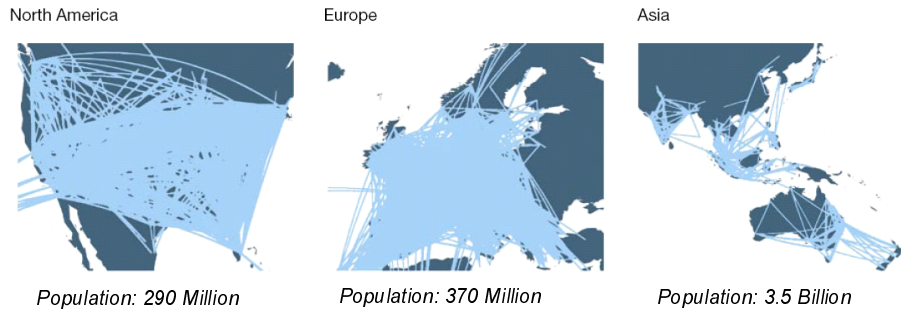 North America
Europe
Asia
Population: 290 Million
Population: 370 Million
Population: 3.5 Billion